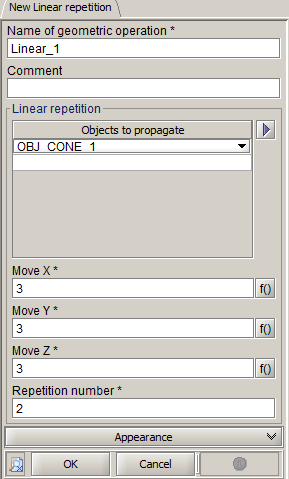 New Linear repetition
Name of geometric operation *
Linear_1
Comment
Linear repetition
Objects to propagate
OBJ_CONE_1
Move X *
3
f()
Move Y *
3
f()
Move Z *
3
f()
Repetition number *
2
Appearance
OK
Cancel